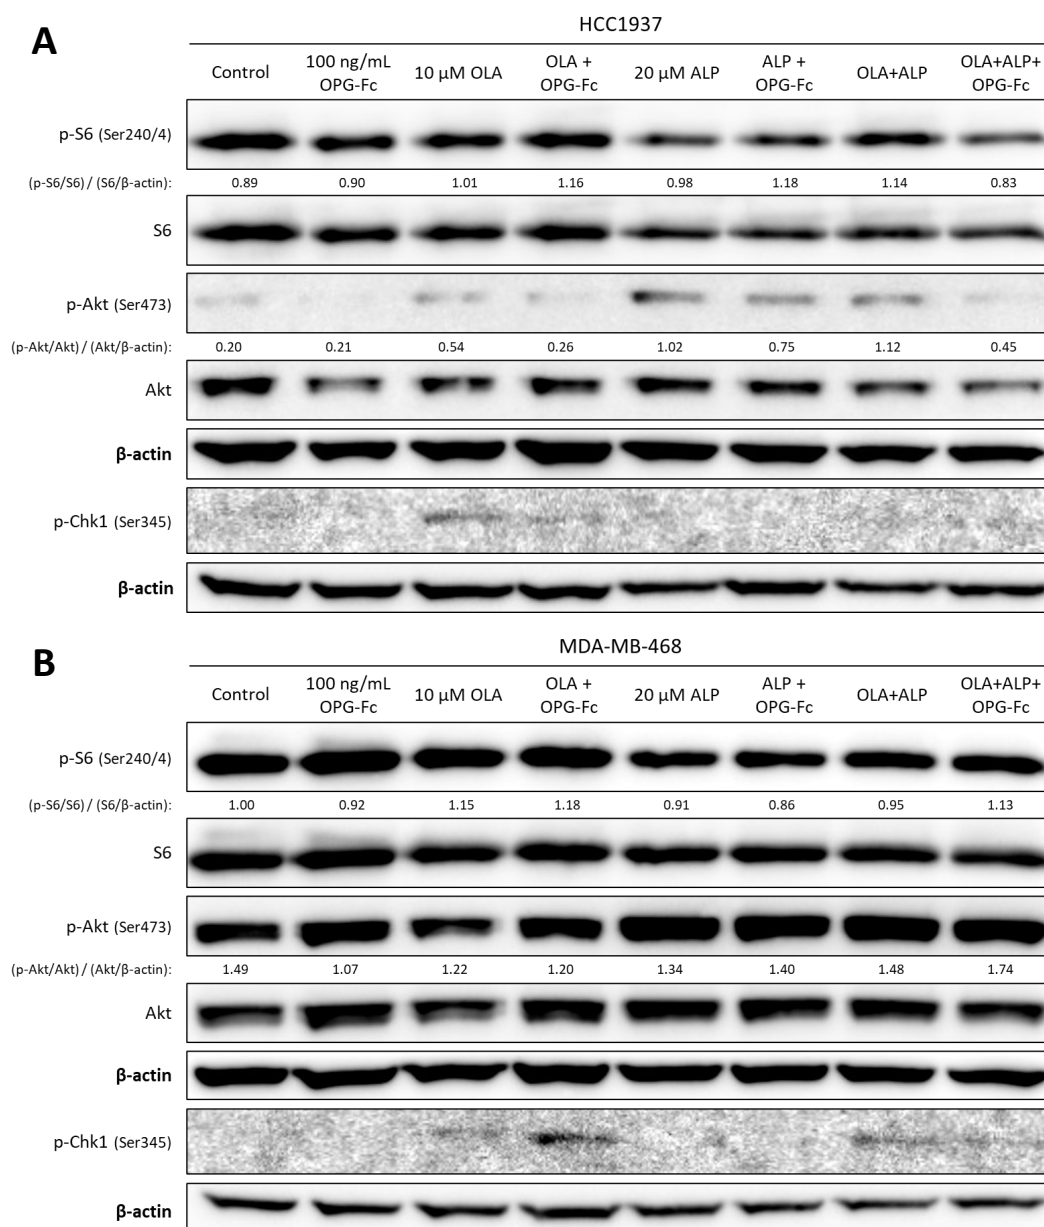 A
HCC1937
Control
100 ng/mL
OPG-Fc
10 µM OLA
OLA +
OPG-Fc
20 µM ALP
ALP +
OPG-Fc
OLA+ALP
OLA+ALP+
OPG-Fc
p-S6 (Ser240/4)
(p-S6/S6) / (S6/β-actin): 0.89 0.90 1.01 1.16 0.98 1.18 1.14 0.83
S6
p-Akt (Ser473)
(p-Akt/Akt) / (Akt/β-actin): 0.20 0.21 0.54 0.26 1.02 0.75 1.12 0.45
Akt
β-actin
p-Chk1 (Ser345)
β-actin
B
MDA-MB-468
Control
100 ng/mL
OPG-Fc
10 µM OLA
OLA +
OPG-Fc
20 µM ALP
ALP +
OPG-Fc
OLA+ALP
OLA+ALP+
OPG-Fc
p-S6 (Ser240/4)
(p-S6/S6) / (S6/β-actin): 1.00 0.92 1.15 1.18 0.91 0.86 0.95 1.13
S6
p-Akt (Ser473)
(p-Akt/Akt) / (Akt/β-actin): 1.49 1.07 1.22 1.20 1.34 1.40 1.48 1.74
Akt
β-actin
p-Chk1 (Ser345)
β-actin